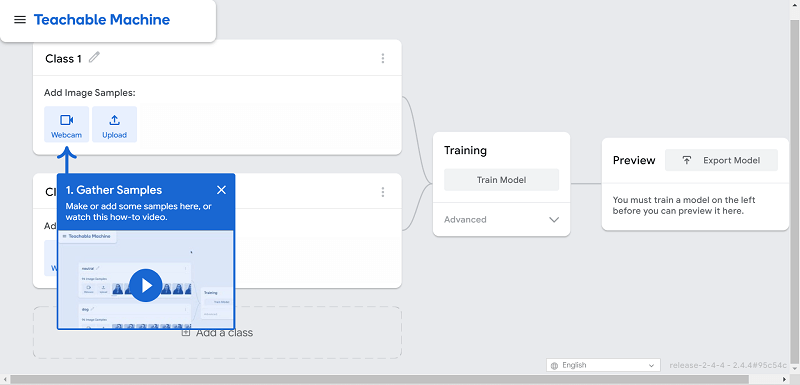 Teachable Machine
Class 1
Add Image Samples:
Webcam
Upload
Cl
Ad
W
1. Gather Samples
Make or add some samples here, or
watch this how-to video.
Teachable Machine
neutral
dog
Training
Add a class
Training
Train Model
Advanced
Preview
Export Model
You must train a model on the left
before you can preview it here.
English
release-2-4-4 - 2.4.4#95c54c